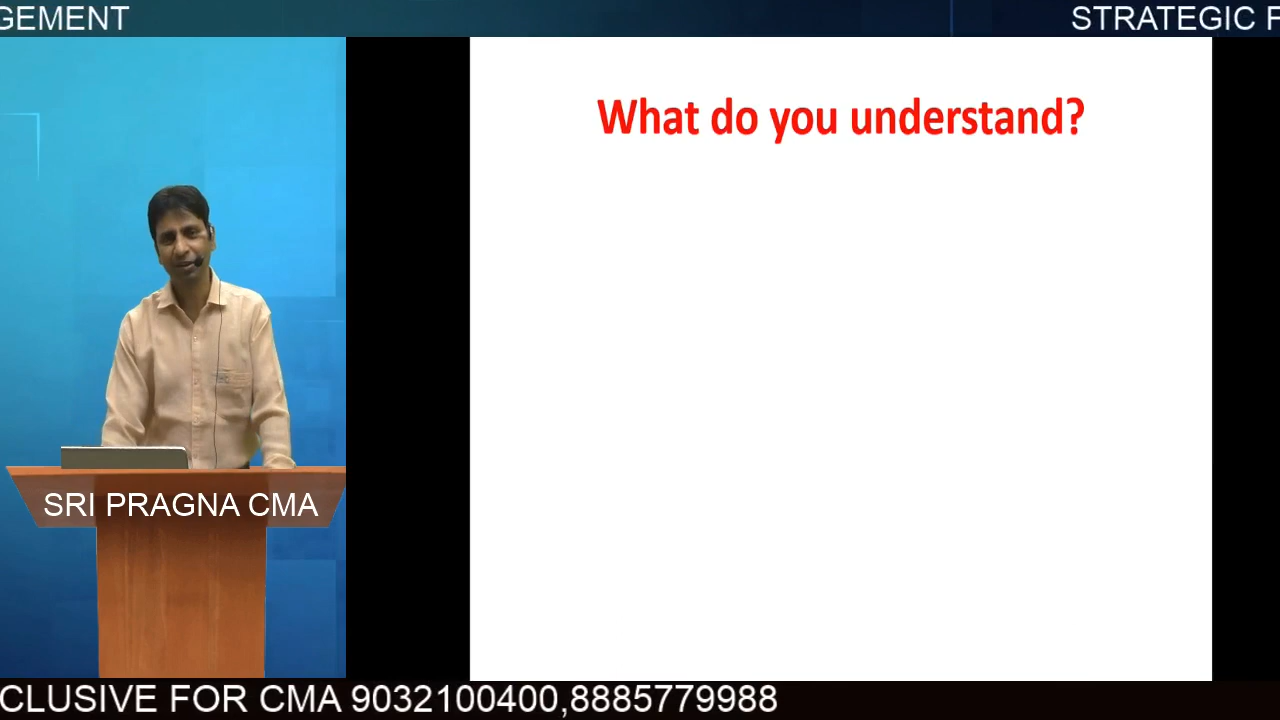 GEMENT
STRATEGIC F
What do you understand?
SRI PRAGNA CMA
CLUSIVE FOR CMA 9032100400,8885779988